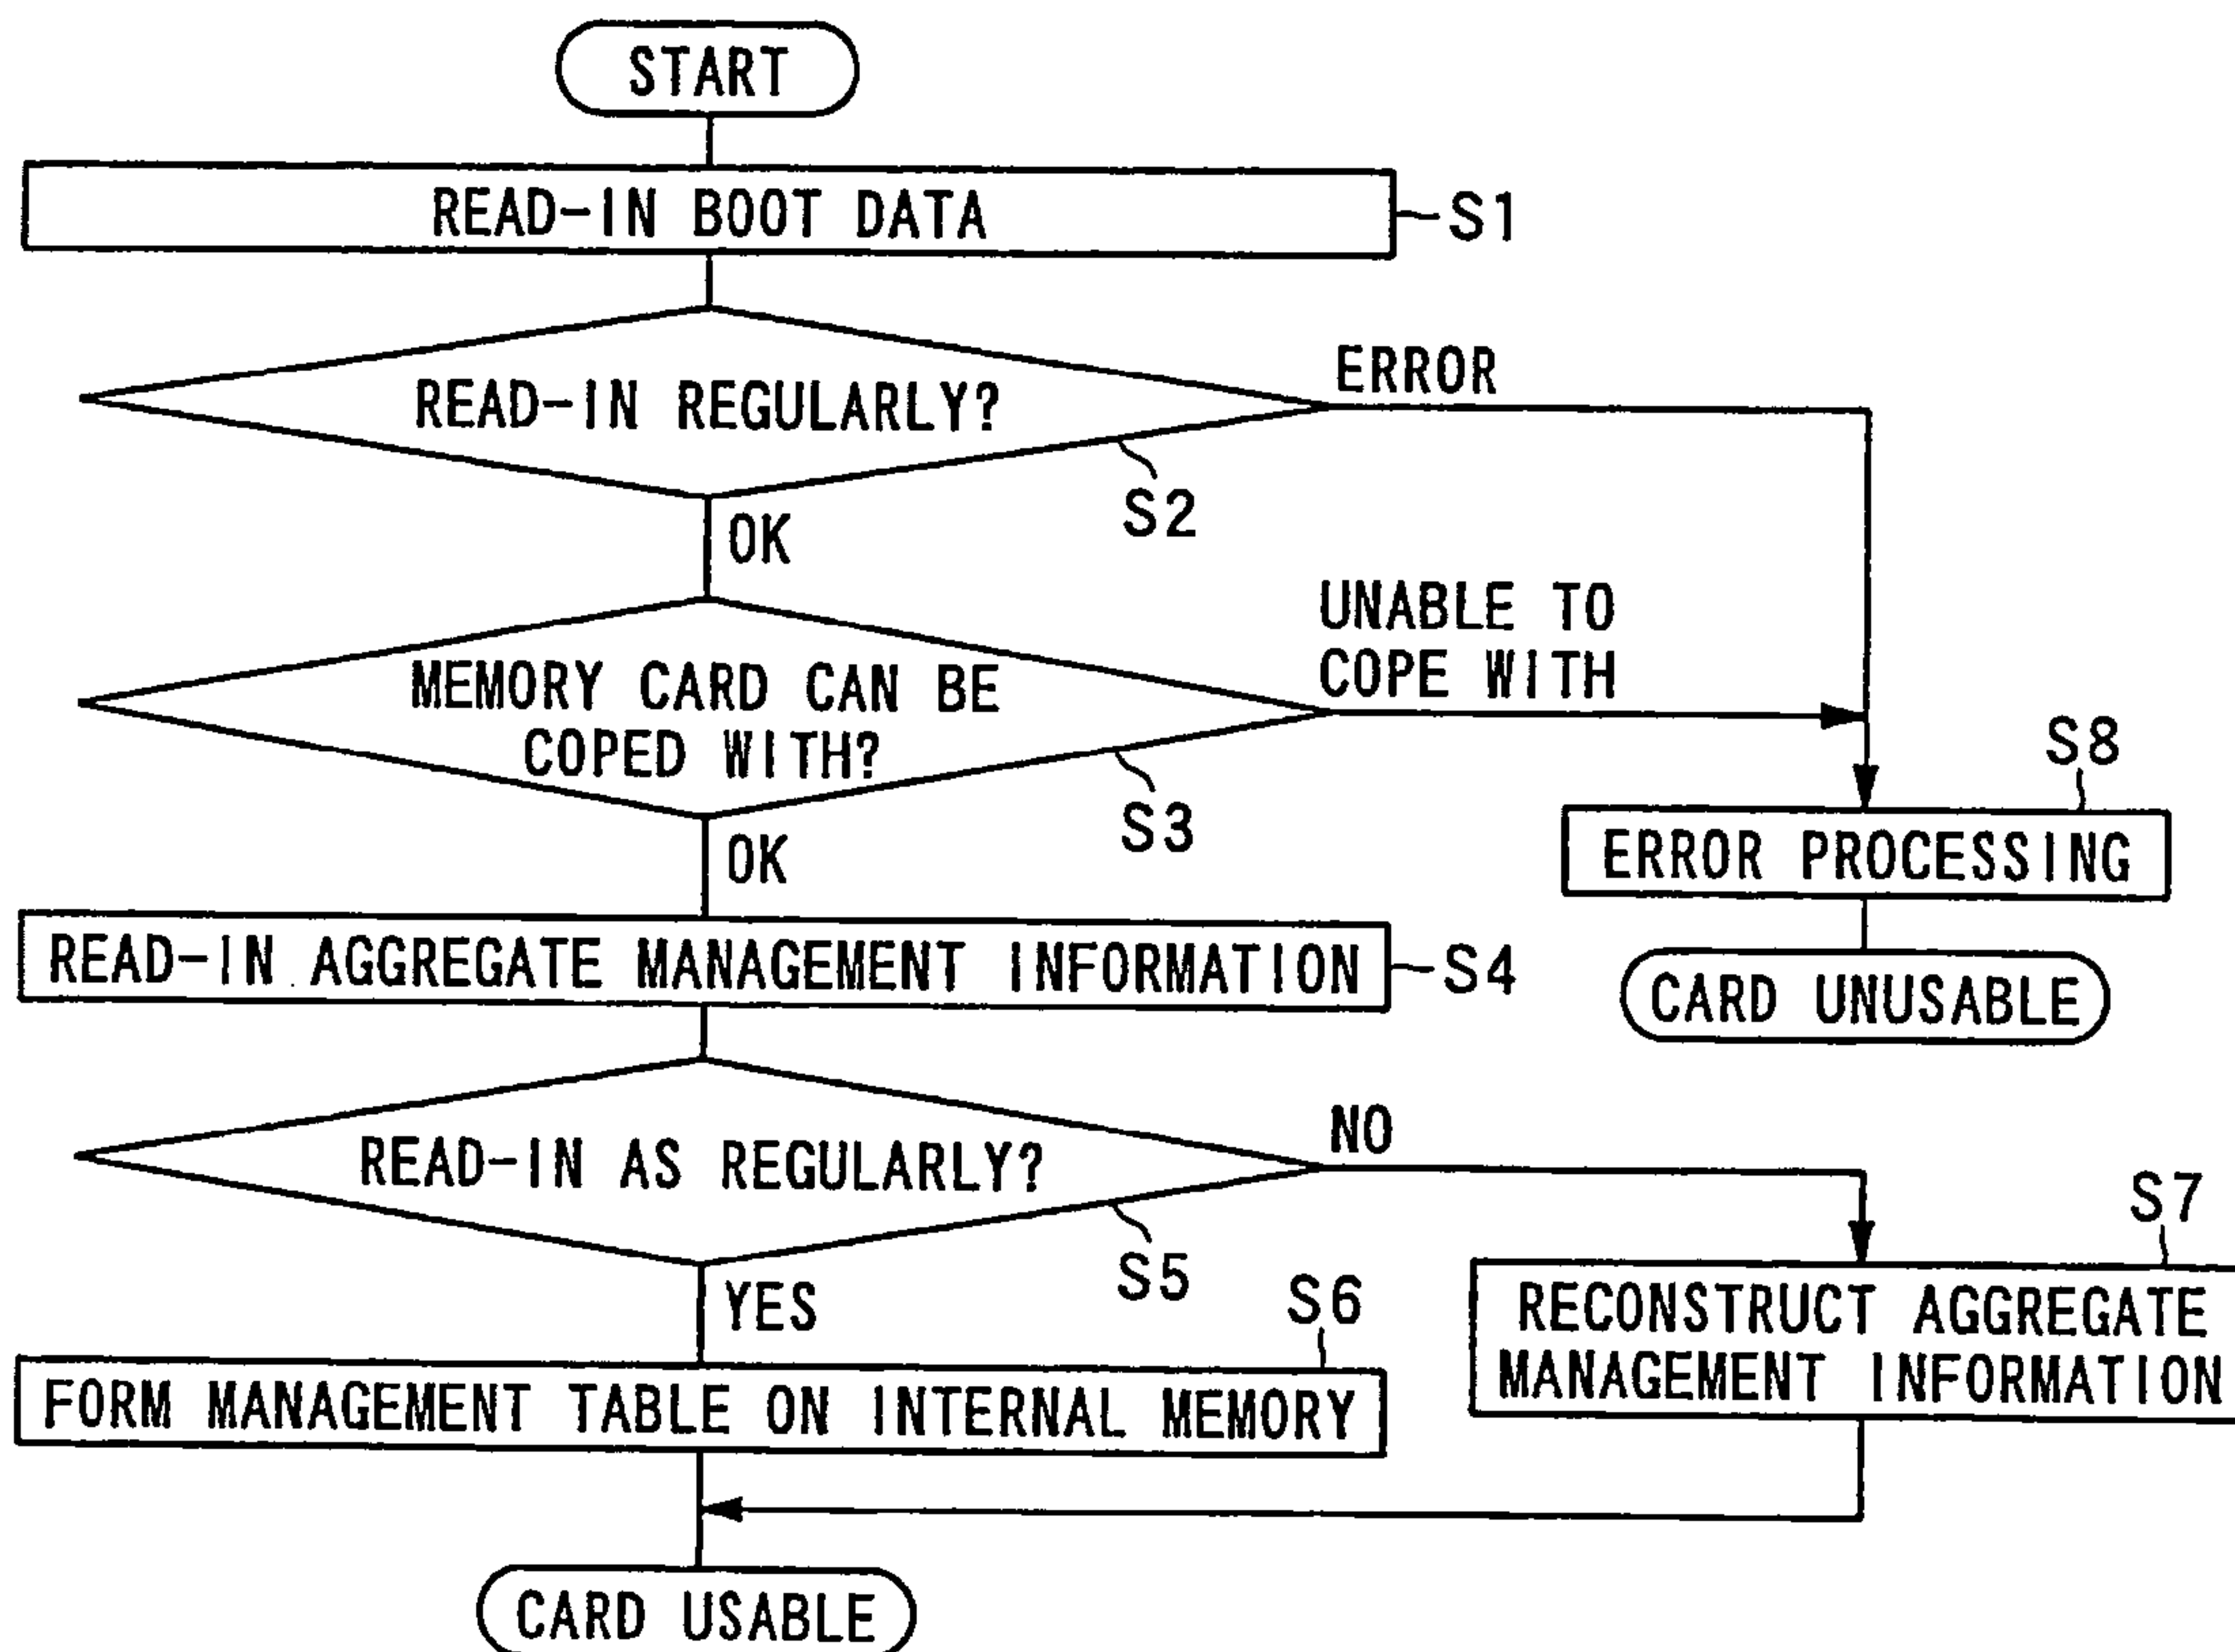 START
READ-IN BOOT DATA
S1
READ-IN REGULARLY?
ERROR
S2
OK
UNABLE TO
COPE WITH
MEMORY CARD CAN BE
COPED WITH?
S3
S8
OK
ERROR PROCESSING
READ-IN AGGREGATE MANAGEMENT INFORMATION
S4
CARD UNUSABLE
READ-IN AS REGULARLY?
NO
S5
S7
YES
S6
RECONSTRUCT AGGREGATE
MANAGEMENT INFORMATION
FORM MANAGEMENT TABLE ON INTERNAL MEMORY
CARD USABLE